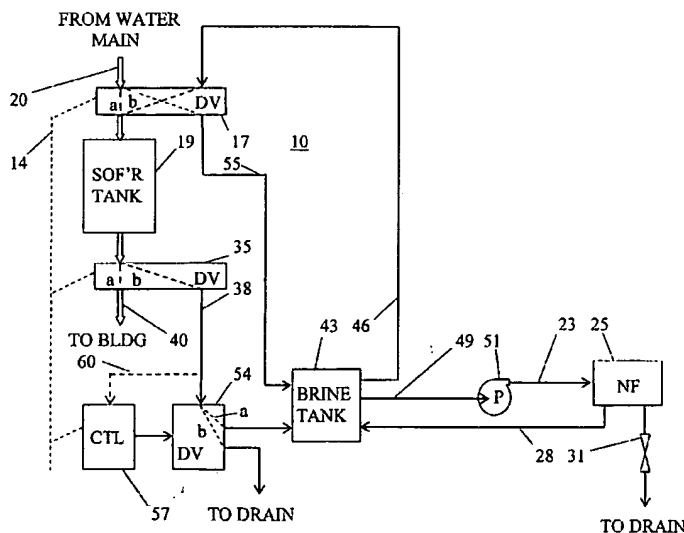 FROM WATER
MAIN
20
a b DV
17
14
19
10
SOF'R
TANK
55
35
a b DV
38
TO BLDG
40
43
46
49
51
23
25
60
54
BRINE
TANK
P
NF
CTL
a
b
DV
28
31
57
TO DRAIN
TO DRAIN